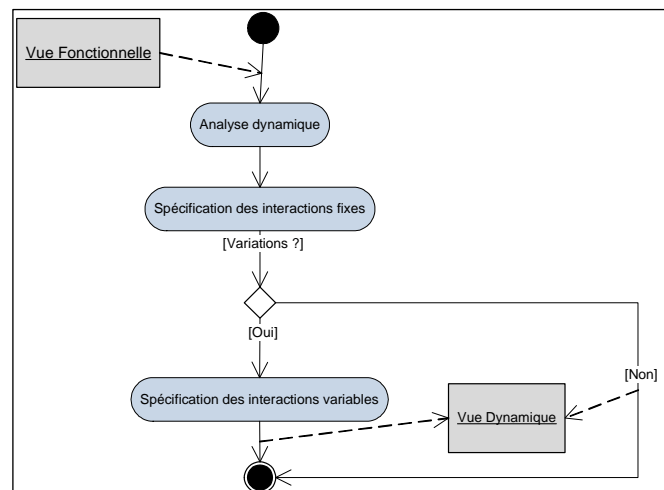 Vue Fonctionnelle
Analyse dynamique
Spécification des interactions fixes
[Variations ?]
[Oui]
[Non]
Spécification des interactions variables
Vue Dynamique